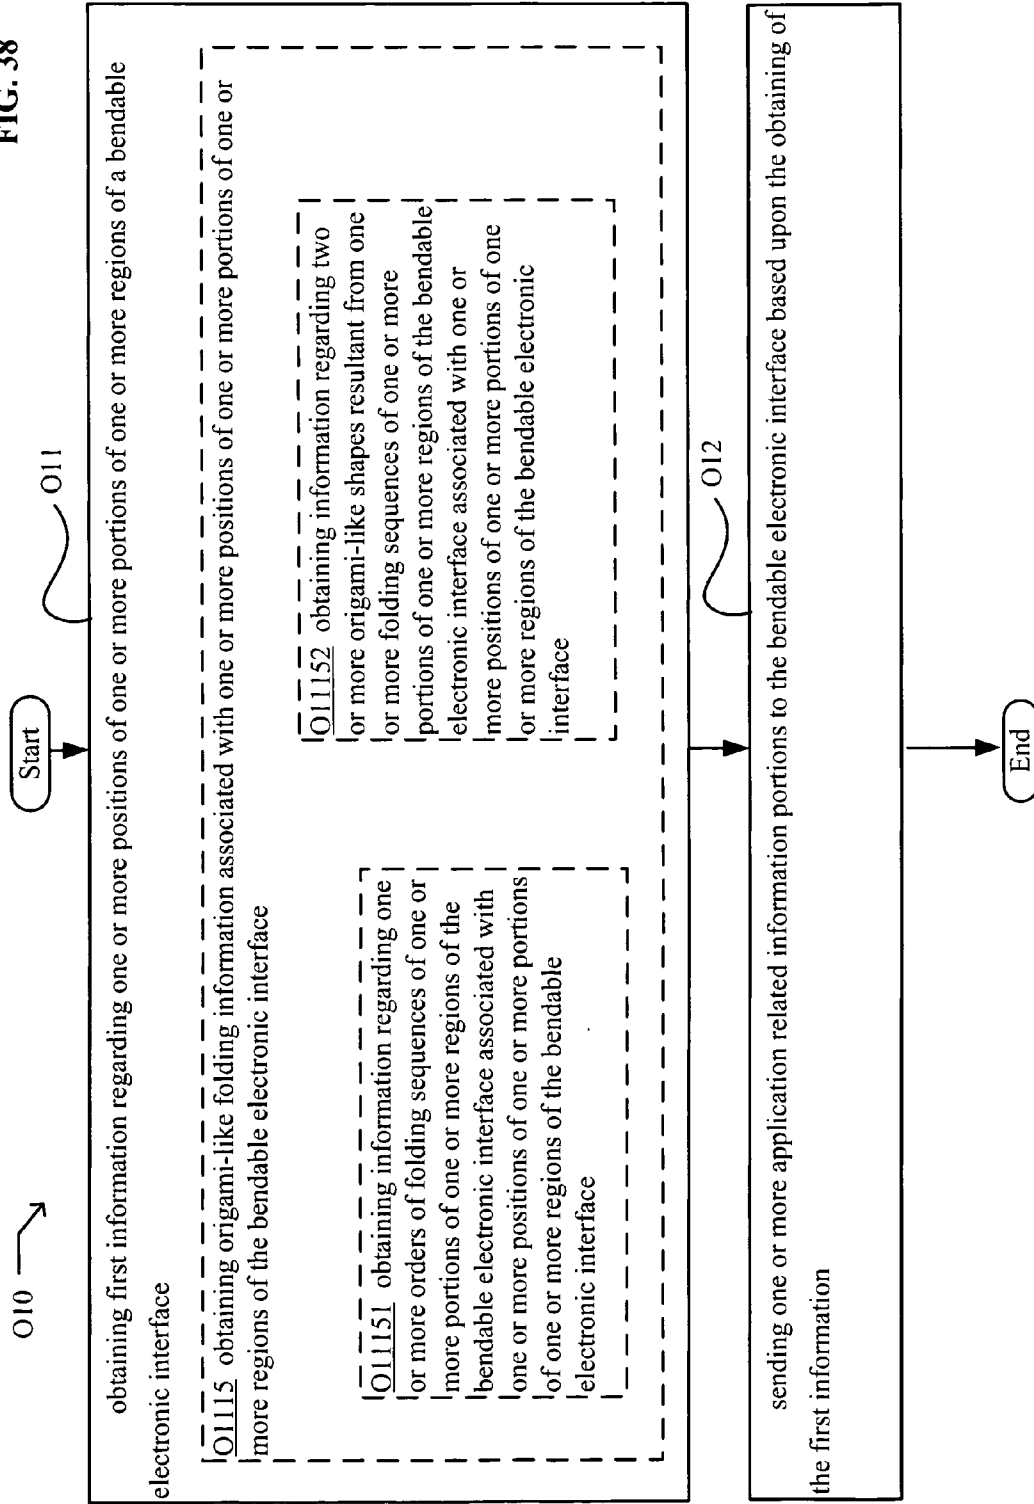 FIG. 38
O10
Start
O11
obtaining first information regarding one or more positions of one or more portions of one or more regions of a bendable
electronic interface
O1115 obtaining origami-like folding information associated with one or more positions of one or more portions of one or
more regions of the bendable electronic interface
O11151 obtaining information regarding one
or more orders of folding sequences of one or
more portions of one or more regions of the
bendable electronic interface associated with
one or more positions of one or more portions
of one or more regions of the bendable
electronic interface
O11152 obtaining information regarding two
or more origami-like shapes resultant from one
or more folding sequences of one or more
portions of one or more regions of the bendable
electronic interface associated with one or
more positions of one or more portions of one
or more regions of the bendable electronic
interface
O12
sending one or more application related information portions to the bendable electronic interface based upon the obtaining of
the first information
End